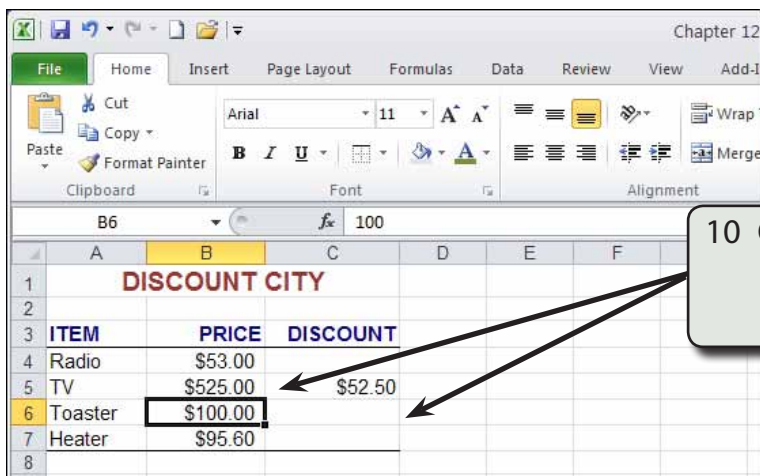 Chapter 12
File Home Insert Page Layout Formulas Data Review View Add-I
Cut
Copy
Paste
Format Painter
Clipboard
Arial 11 A A
B I U A
Font
Wrap
Merge
Alignment
B6 fx 100
A B C D E F
1 DISCOUNT CITY
2
3 ITEM PRICE DISCOUNT
4 Radio $53.00
5 TV $525.00 $52.50
6 Toaster $100.00
7 Heater $95.60
8
10